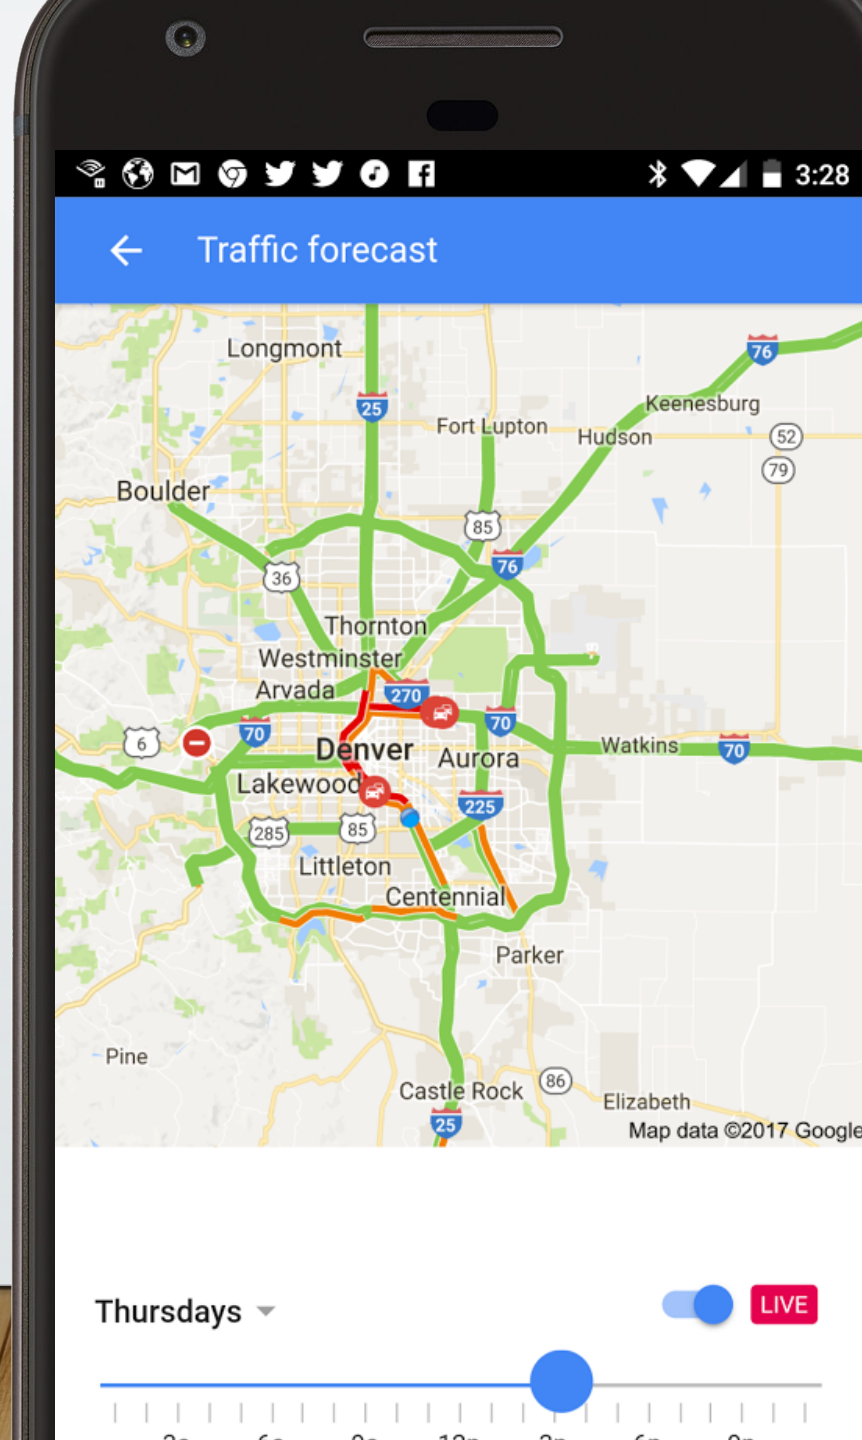 3:28
Traffic forecast
Longmont
76
25
Keenesburg
Fort Lupton
Hudson
52
79
Boulder
85
76
36
Thornton
Westminster
Arvada
270
70
70
6
Denver
Watkins
70
Aurora
Lakewood
225
285
85
Littleton
Centennial
Parker
Pine
86
Castle Rock
Elizabeth
25
Map data ©2017 Google
Thursdays
LIVE